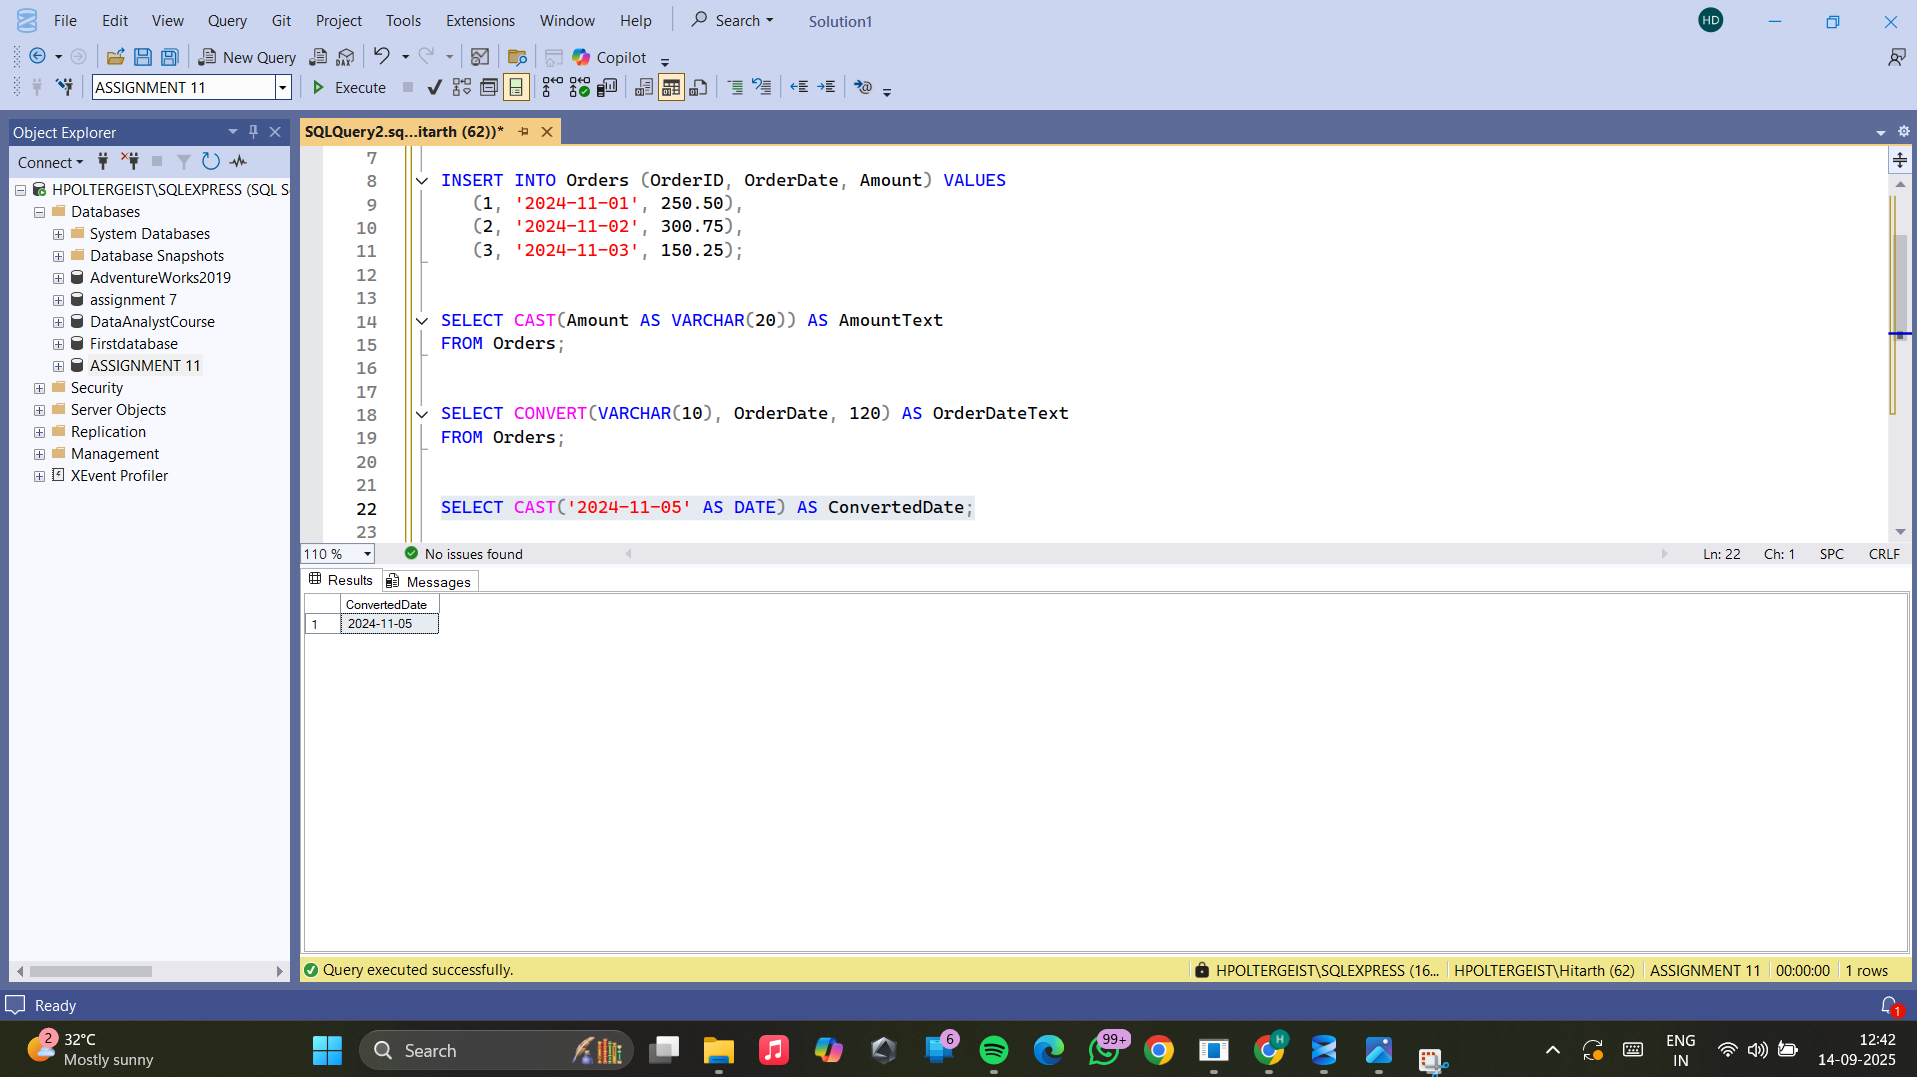 File Edit View Query Git Project Tools Extensions Window Help Search Solution1 HD
New Query DAX Copilot
ASSIGNMENT 11 Execute
Object Explorer
Connect
HPOLTERGEIST\SQLEXPRESS (SQL S
Databases
System Databases
Database Snapshots
AdventureWorks2019
assignment 7
DataAnalystCourse
Firstdatabase
ASSIGNMENT 11
Security
Server Objects
Replication
Management
XEvent Profiler
SQLQuery2.sq...itarth (62))*
7
8 INSERT INTO Orders (OrderID, OrderDate, Amount) VALUES
9 (1, '2024-11-01', 250.50),
10 (2, '2024-11-02', 300.75),
11 (3, '2024-11-03', 150.25);
12
13
14 SELECT CAST(Amount AS VARCHAR(20)) AS AmountText
15 FROM Orders;
16
17
18 SELECT CONVERT(VARCHAR(10), OrderDate, 120) AS OrderDateText
19 FROM Orders;
20
21
22 SELECT CAST('2024-11-05' AS DATE) AS ConvertedDate;
23
110 % No issues found Ln: 22 Ch: 1 SPC CRLF
Results Messages
ConvertedDate
1 2024-11-05
Query executed successfully. HPOLTERGEIST\SQLEXPRESS (16... HPOLTERGEIST\Hitarth (62) ASSIGNMENT 11 00:00:00 1 rows
Ready 1
2 32°C
Mostly sunny
Search 6 99+ H
ENG
IN
12:42
14-09-2025